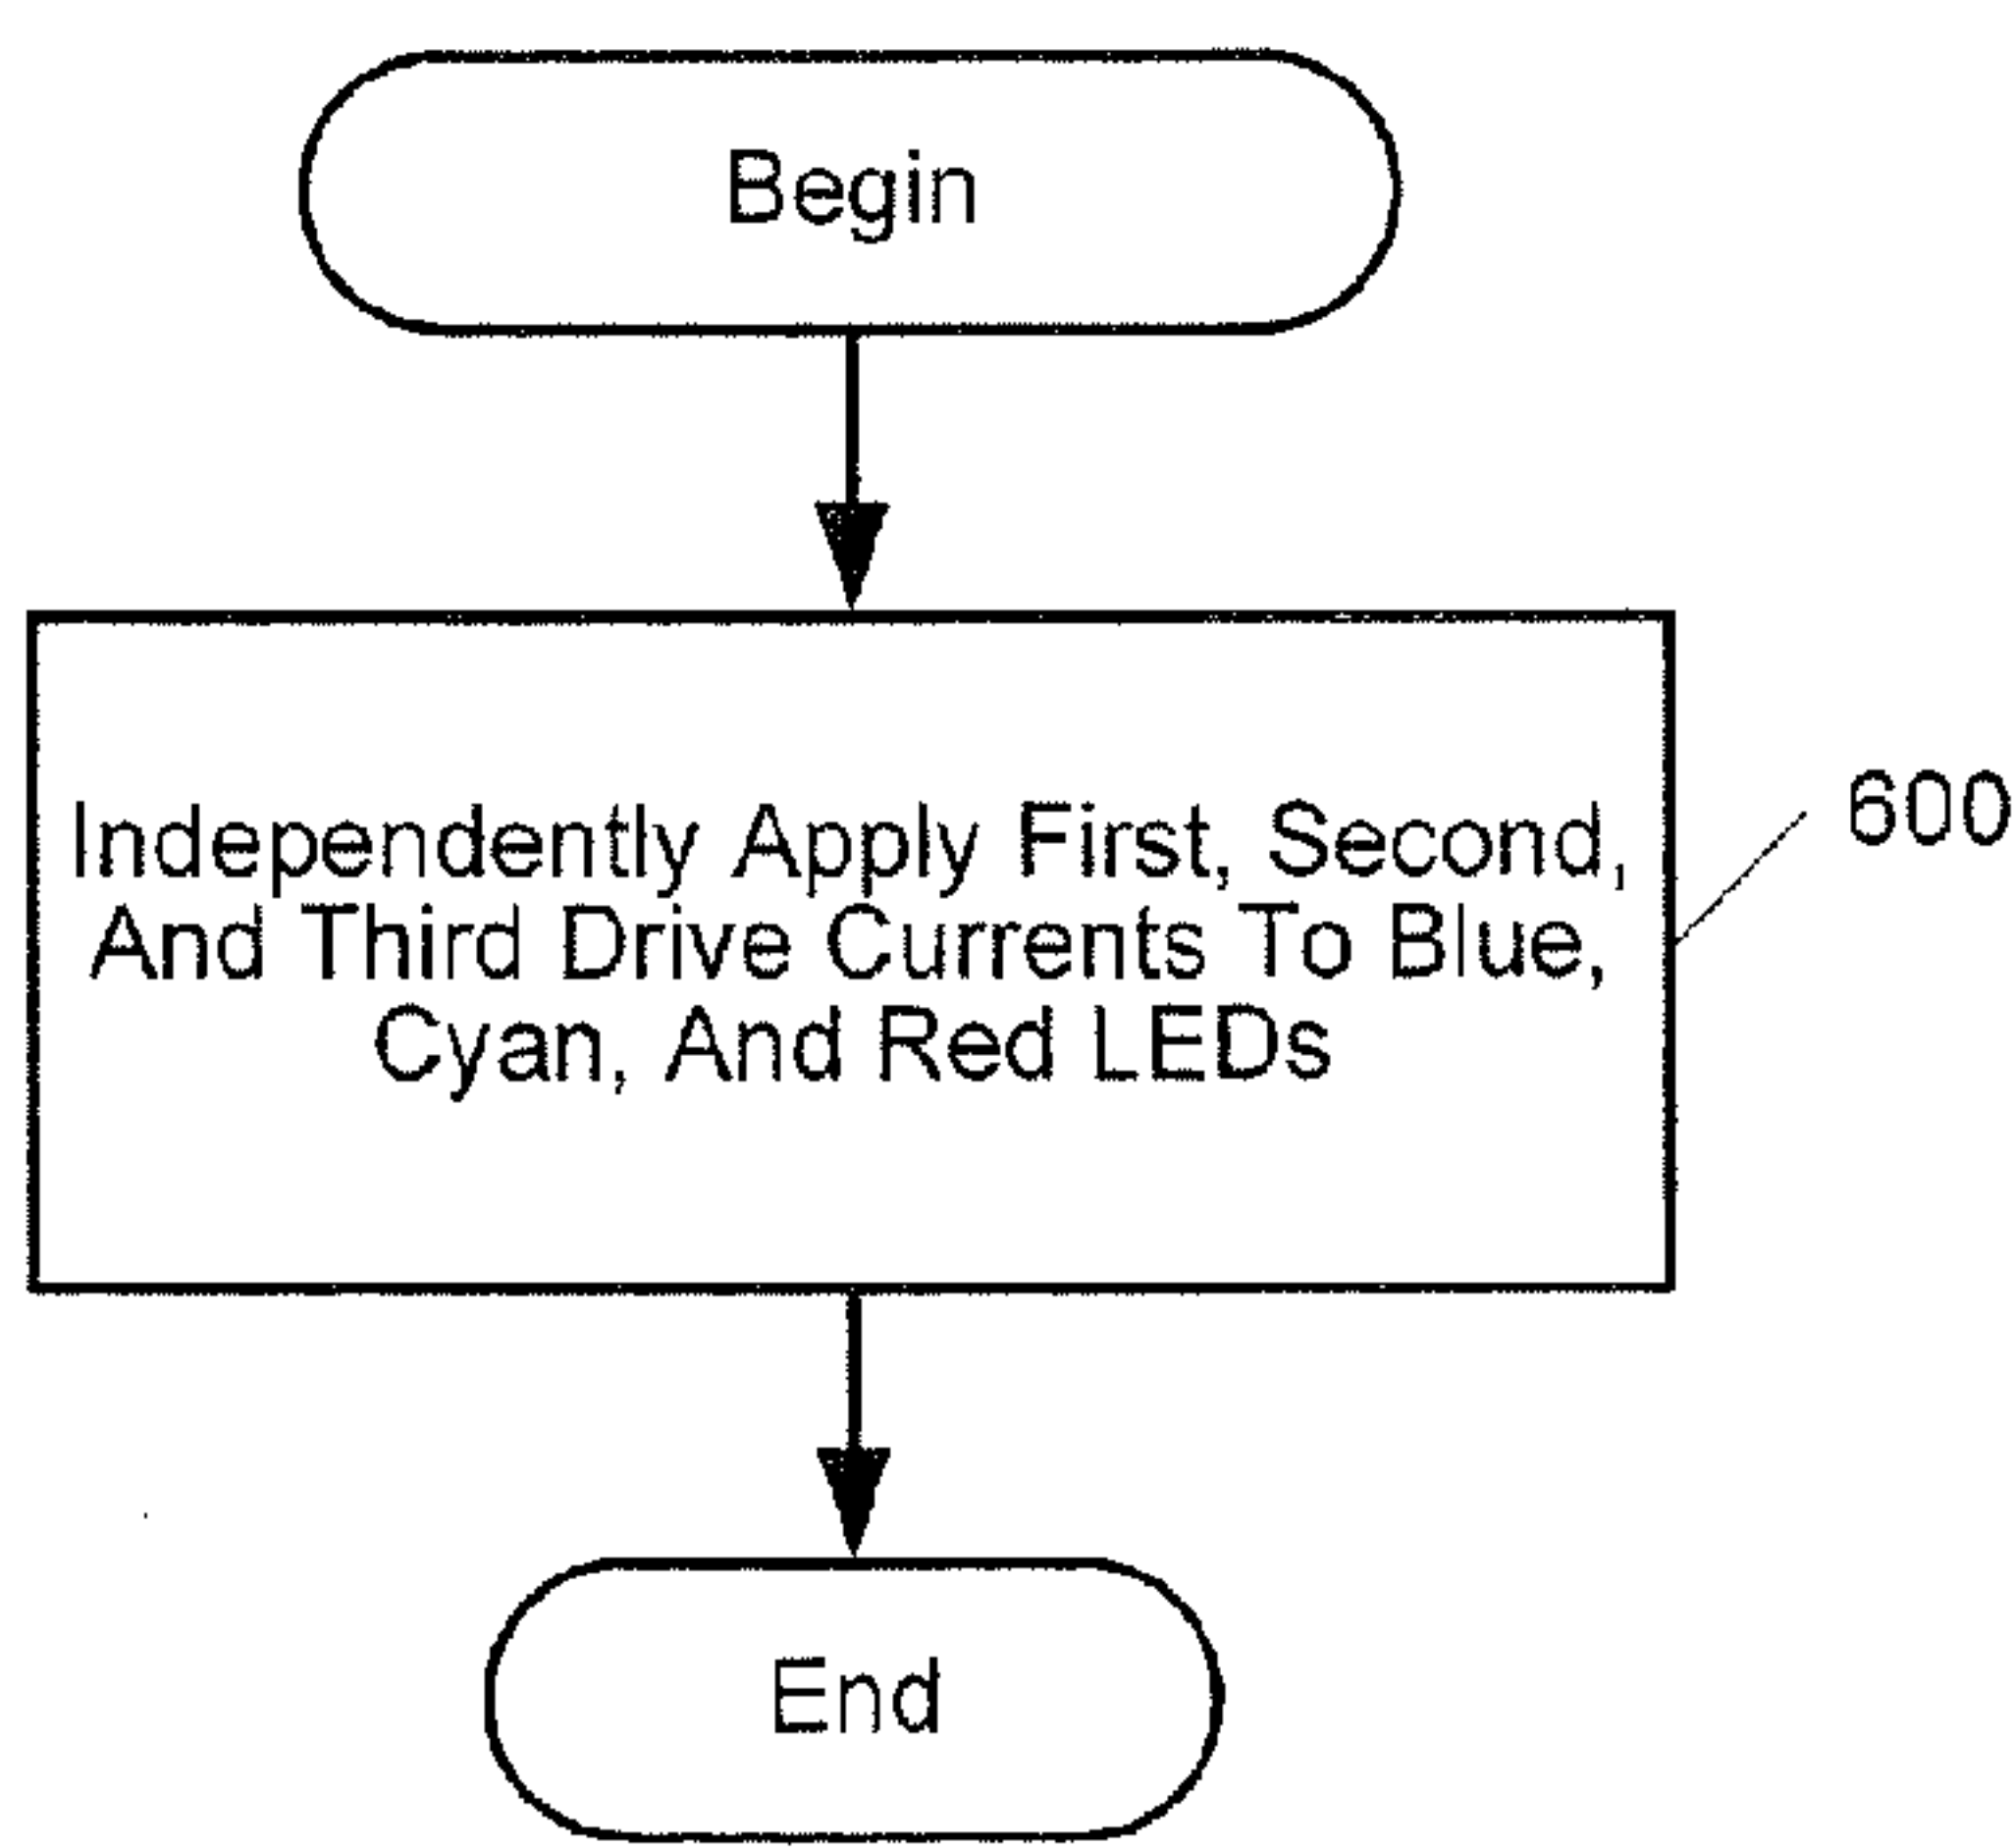 Begin
Independently Apply First, Second,
And Third Drive Currents To Blue,
Cyan, And Red LEDs
600
End